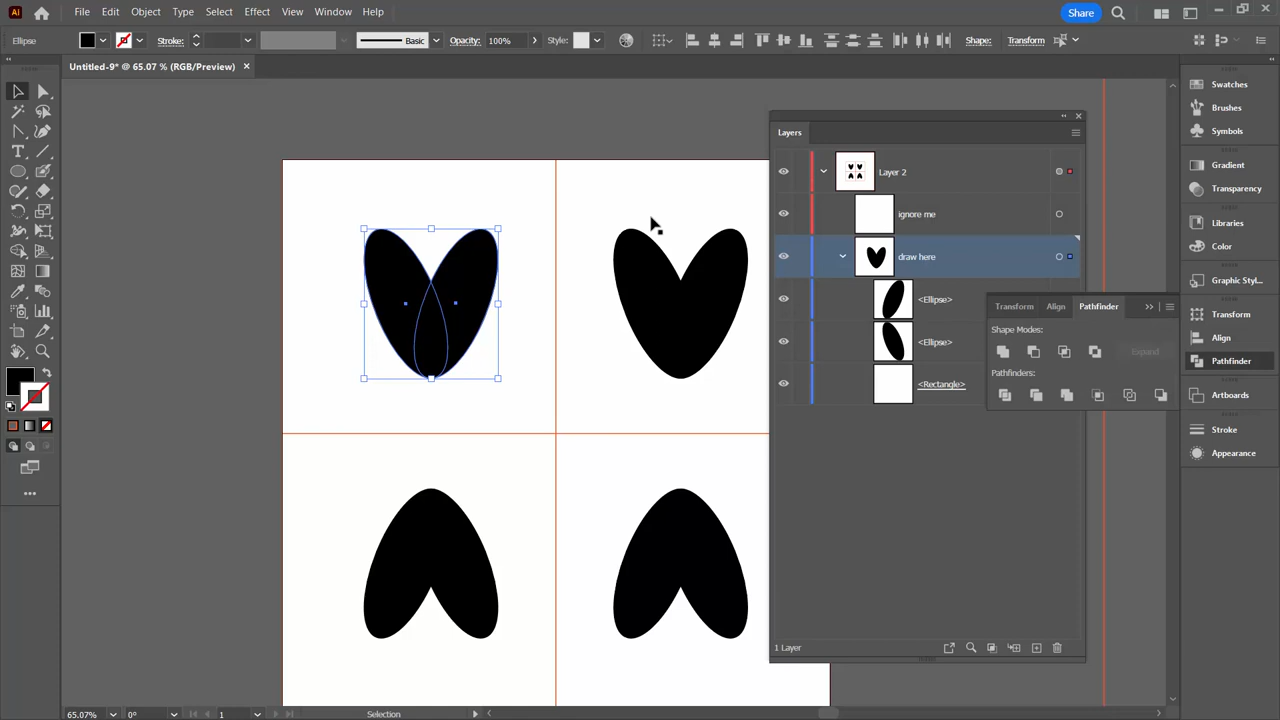 Ai File Edit Object Type Select Effect View Window Help Share
Ellipse Stroke: Basic Opacity: 100% Style: Shape: Transform
Untitled-9* @ 65.07 % (RGB/Preview)
Layers
Layer 2
ignore me
draw here
<Ellipse>
<Ellipse>
<Rectangle>
1 Layer
Transform Align Pathfinder
Shape Modes:
Expand
Pathfinders:
Swatches
Brushes
Symbols
Gradient
Transparency
Libraries
Color
Graphic Styl...
Transform
Align
Pathfinder
Artboards
Stroke
Appearance
65.07% 0° 1 Selection